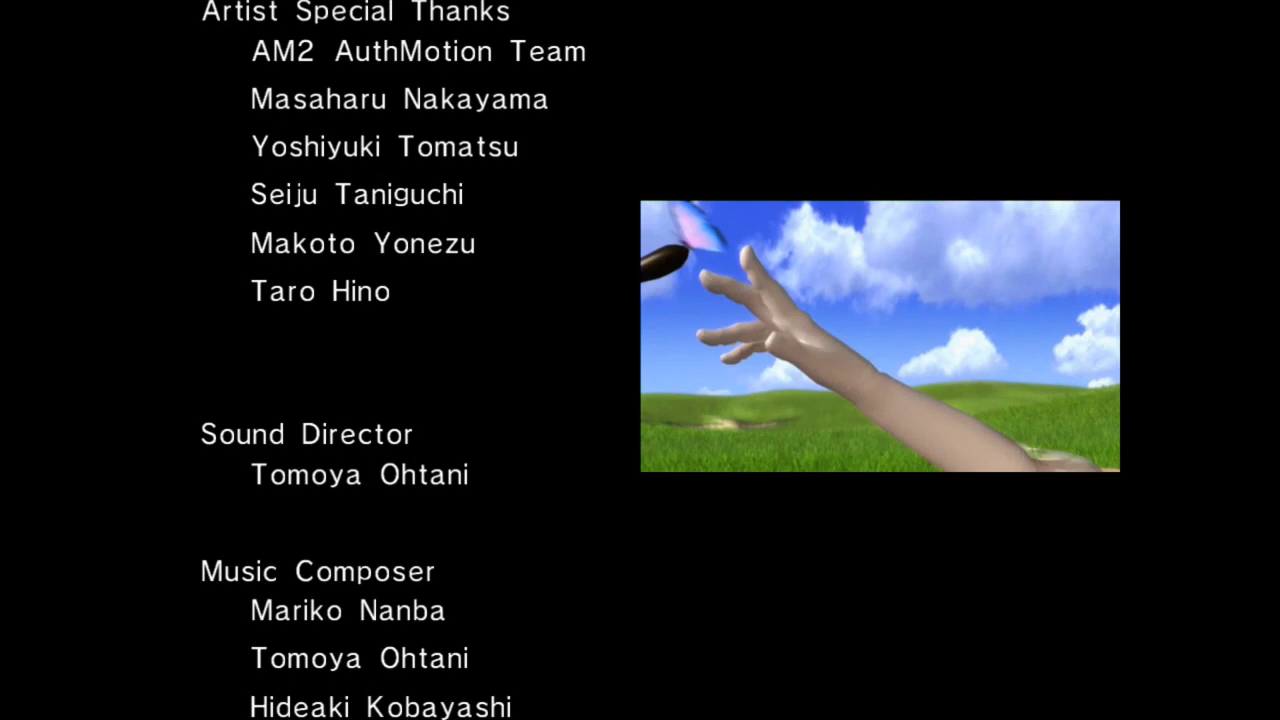 Artist Special Thanks
AM2 AuthMotion Team
Masaharu Nakayama
Yoshiyuki Tomatsu
Seiju Taniguchi
Makoto Yonezu
Taro Hino
Sound Director
Tomoya Ohtani
Music Composer
Mariko Nanba
Tomoya Ohtani
Hideaki Kobayashi